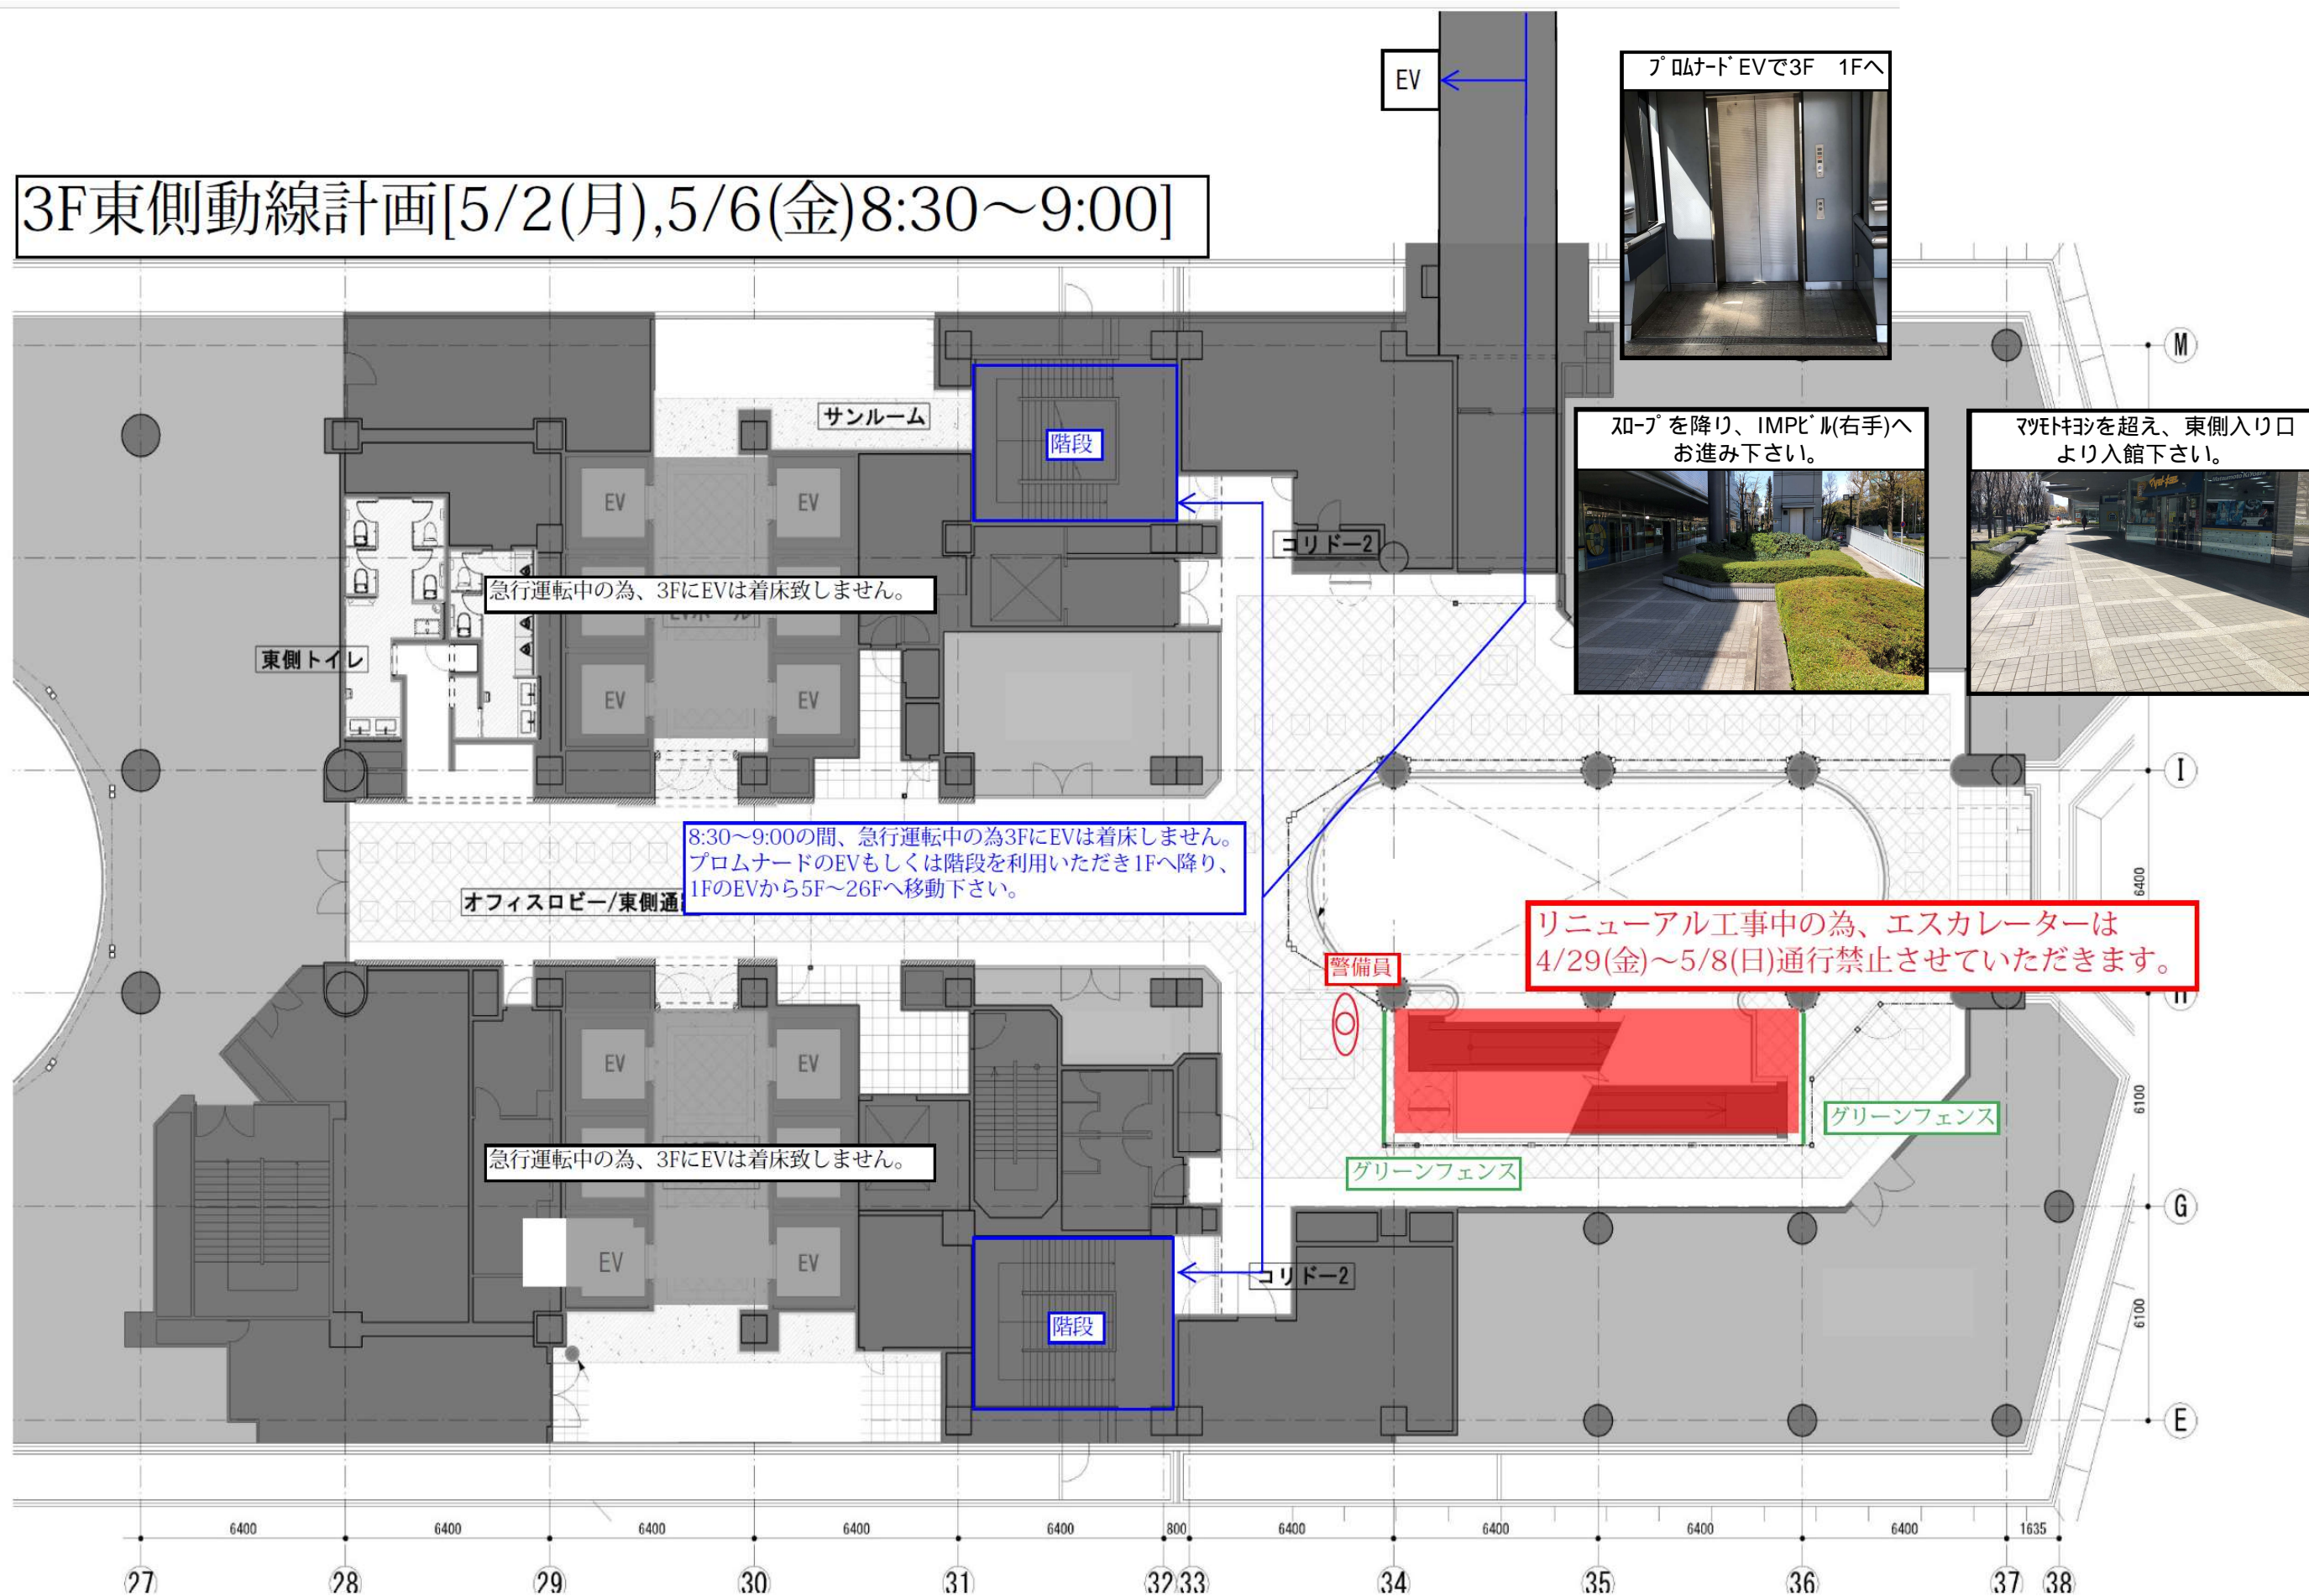 EV
プロムナードEVで3F 1Fへ
3F東側動線計画[5/2(月),5/6(金)8:30～9:00]
スロープを降り、IMPビル(右手)へ
お進み下さい。
マツモトキヨシを超え、東側入り口
より入館下さい。
M
サンルーム
階段
EV
EV
コリドー2
急行運転中の為、3FにEVは着床致しません。
東側トイレ
EV
EV
I
8:30～9:00の間、急行運転中の為3FにEVは着床しません。
プロムナードのEVもしくは階段を利用いただき1Fへ降り、
1FのEVから5F～26Fへ移動下さい。
オフィスロビー/東側通
6400
リニューアル工事中の為、エスカレーターは
4/29(金)～5/8(日)通行禁止させていただきます。
警備員
H
EV
EV
6100
グリーンフェンス
急行運転中の為、3FにEVは着床致しません。
グリーンフェンス
G
EV
EV
コリドー2
階段
6100
E
6400 6400 6400 6400 6400 800 6400 6400 6400 6400 1635
27 28 29 30 31 32 33 34 35 36 37 38